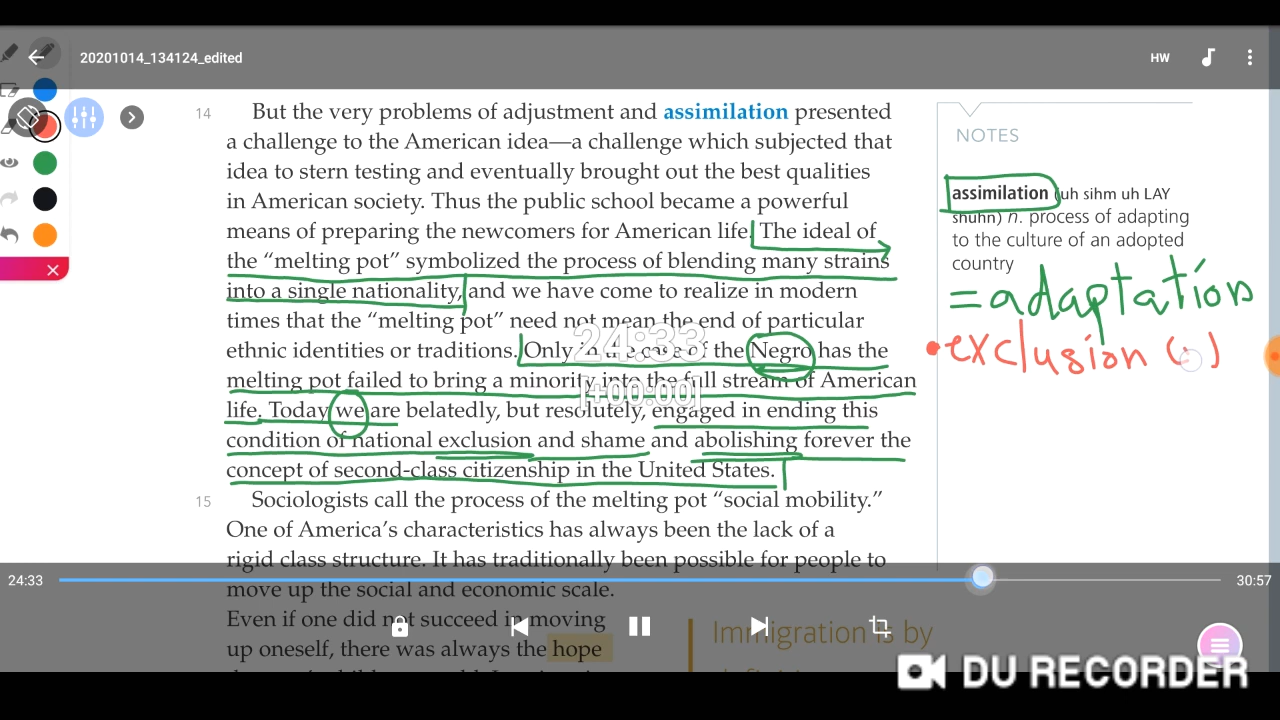 20201014_134124_edited
HW
14
But the very problems of adjustment and assimilation presented
a challenge to the American idea—a challenge which subjected that
idea to stern testing and eventually brought out the best qualities
in American society. Thus the public school became a powerful
means of preparing the newcomers for American life. The ideal of
the “melting pot” symbolized the process of blending many strains
into a single nationality, and we have come to realize in modern
times that the “melting pot” need not mean the end of particular
ethnic identities or traditions. Only in the case of the Negro has the
melting pot failed to bring a minority into the full stream of American
life. Today we are belatedly, but resolutely, engaged in ending this
condition of national exclusion and shame and abolishing forever the
concept of second-class citizenship in the United States.
15
Sociologists call the process of the melting pot “social mobility.”
One of America’s characteristics has always been the lack of a
rigid class structure. It has traditionally been possible for people to
move up the social and economic scale.
Even if one did not succeed in moving
up oneself, there was always the hope
NOTES
assimilation (uh sihm uh LAY
shuhn) n. process of adapting
to the culture of an adopted
country
= adaptation
• exclusion ( )
24:33
[+00:00]
Immigration is by
24:33
30:57
DU RECORDER